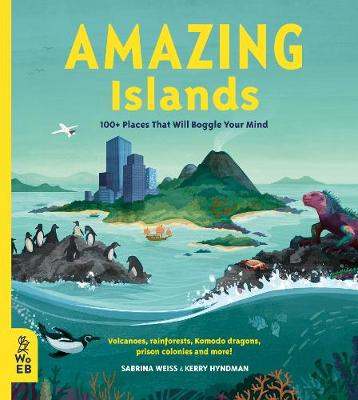 AMAZING
Islands
100+ Places That Will Boggle Your Mind
Volcanoes, rainforests, Komodo dragons,
prison colonies and more!
SABRINA WEISS & KERRY HYNDMAN
W
o
EB